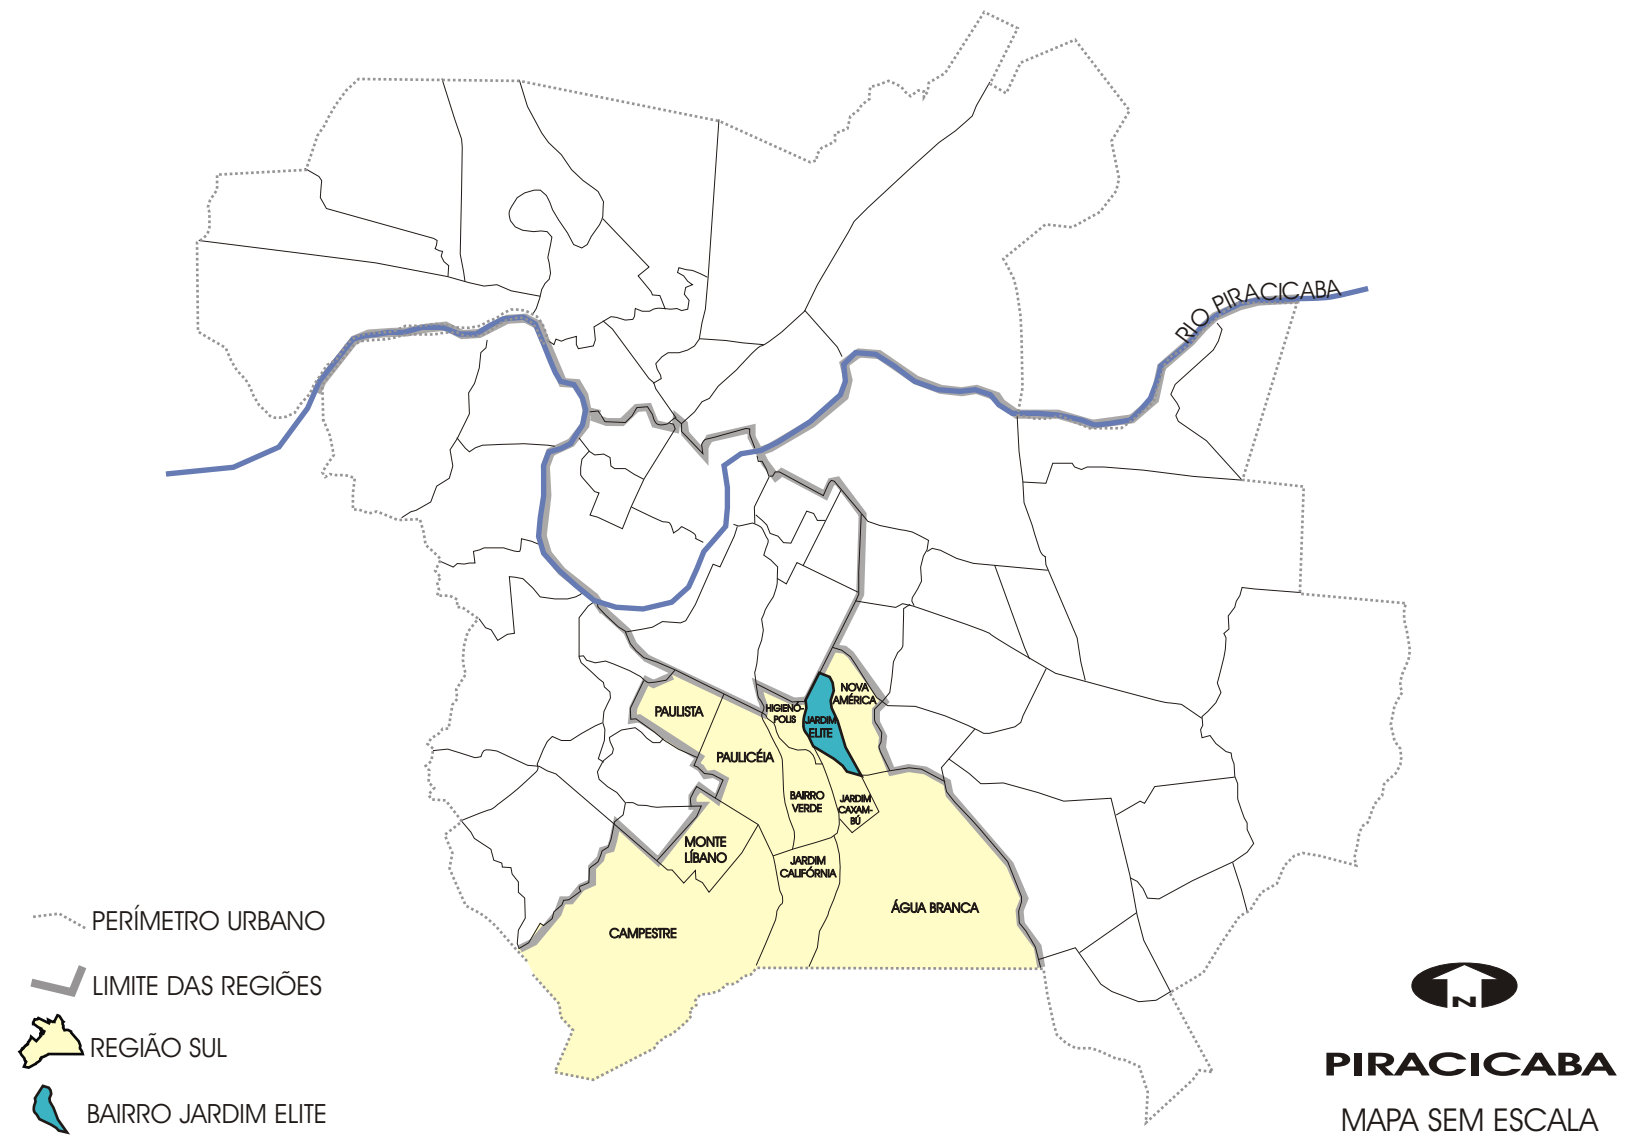 RIO PIRACICABA
NOVA
AMÉRICA
PAULISTA
HIGIENÓ-
POLIS
JARDIM
ELITE
PAULICÉIA
BAIRRO
VERDE
JARDIM
CAXAM-
BÚ
MONTE
LÍBANO
JARDIM
CALIFÓRNIA
ÁGUA BRANCA
CAMPESTRE
PERÍMETRO URBANO
LIMITE DAS REGIÕES
REGIÃO SUL
BAIRRO JARDIM ELITE
N
PIRACICABA
MAPA SEM ESCALA